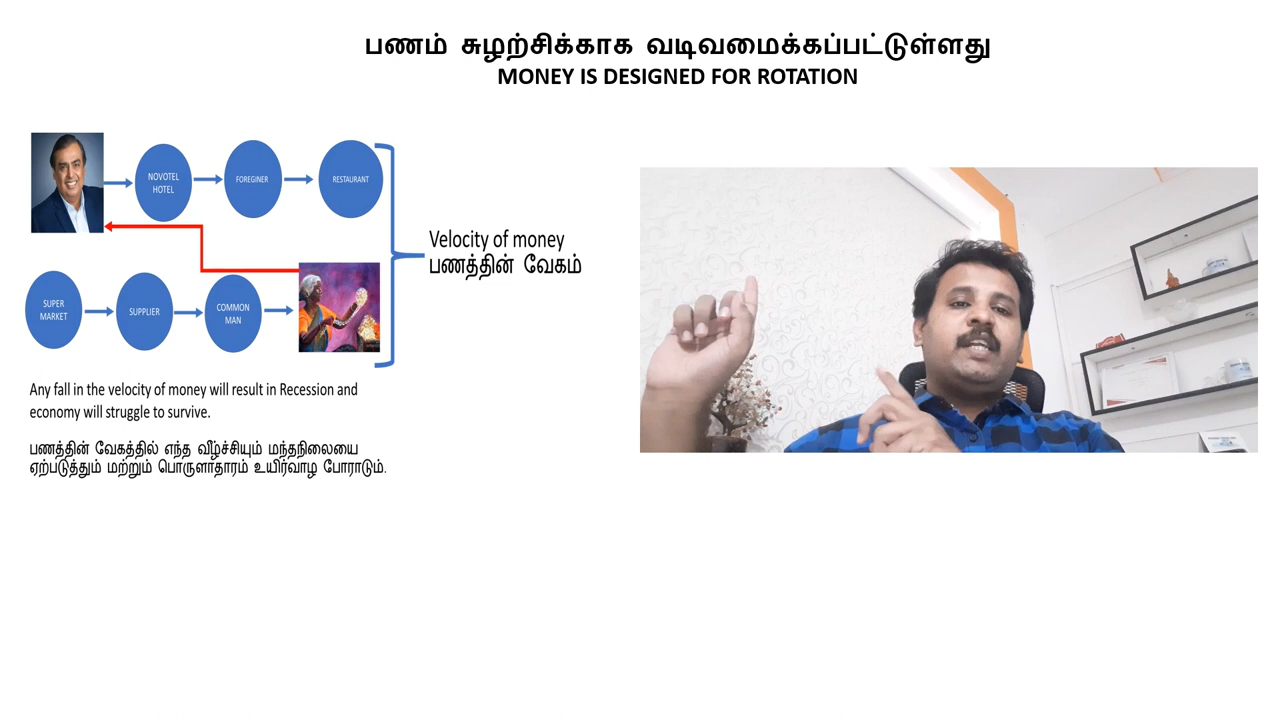 பணம் சுழற்சிக்காக வடிவமைக்கப்பட்டுள்ளது
MONEY IS DESIGNED FOR ROTATION
NOVOTEL
HOTEL
FOREGINER
RESTAURANT
Velocity of money
பணத்தின் வேகம்
SUPER
MARKET
SUPPLIER
COMMON
MAN
Any fall in the velocity of money will result in Recession and
economy will struggle to survive.
பணத்தின் வேகத்தில் எந்த வீழ்ச்சியும் மந்தநிலையை
ஏற்படுத்தும் மற்றும் பொருளாதாரம் உயிர்வாழ போராடும்.